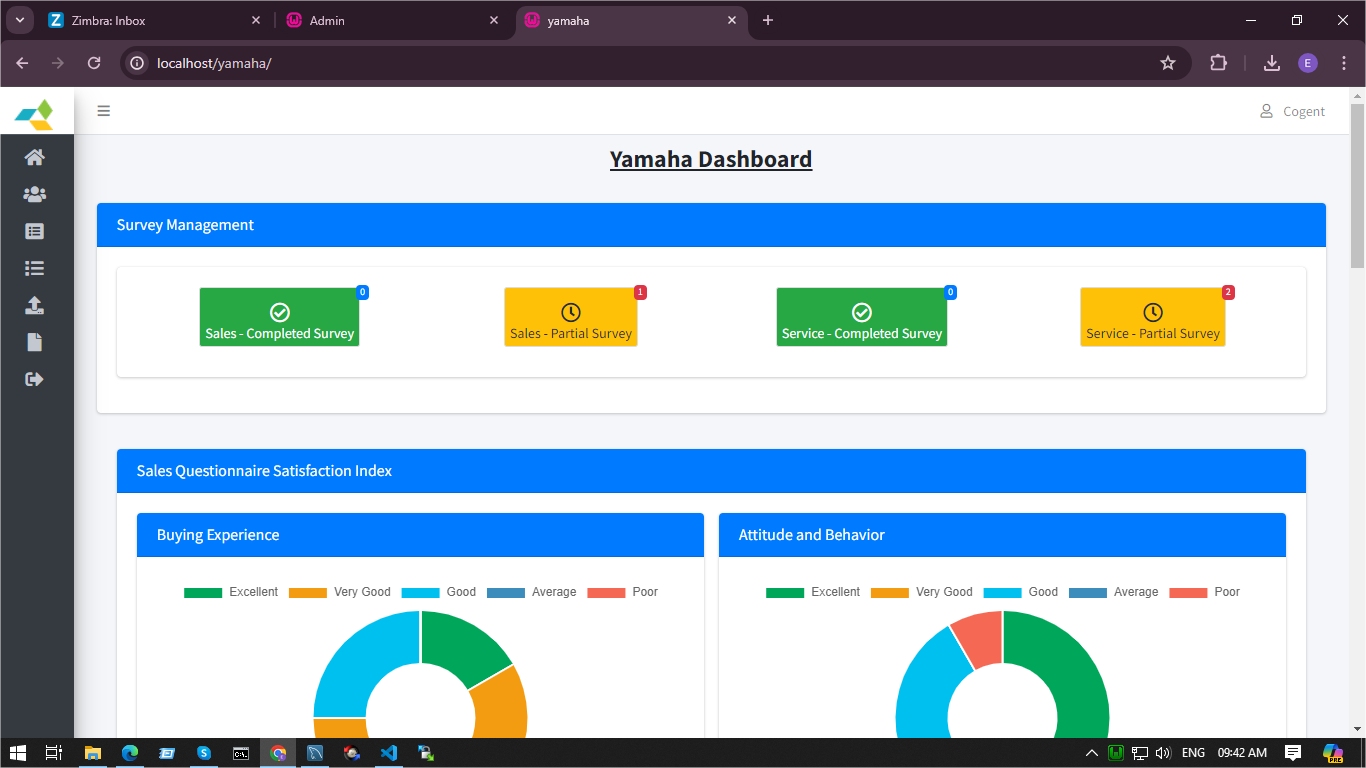 Zimbra: Inbox
Admin
yamaha
localhost/yamaha/
E
Cogent
Yamaha Dashboard
Survey Management
0
Sales - Completed Survey
1
Sales - Partial Survey
0
Service - Completed Survey
2
Service - Partial Survey
Sales Questionnaire Satisfaction Index
Buying Experience
Excellent Very Good Good Average Poor
Attitude and Behavior
Excellent Very Good Good Average Poor
ENG 09:42 AM